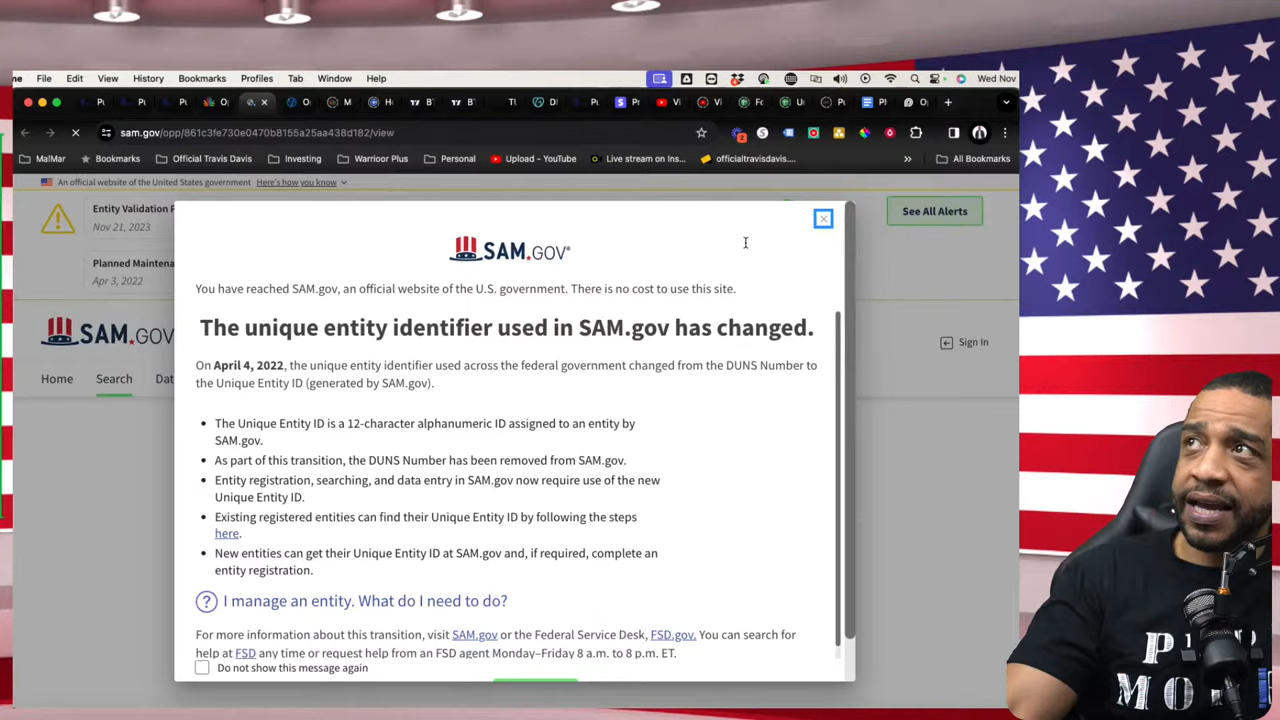 File Edit View History Bookmarks Profiles Tab Window Help Wed Nov
sam.gov/opp/861c3fe730e0470b8155a25aa438d182/view
MalMar Bookmarks Official Travis Davis Investing Warrioor Plus Personal Upload - YouTube Live stream on Ins... officialtravisdavis.... » All Bookmarks
An official website of the United States government Here's how you know
Entity Validation
Nov 21, 2023
See All Alerts
Planned Maintena
Apr 3, 2022
SAM.GOV
Sign In
Home Search Dat
SAM.GOV®
You have reached SAM.gov, an official website of the U.S. government. There is no cost to use this site.
The unique entity identifier used in SAM.gov has changed.
On April 4, 2022, the unique entity identifier used across the federal government changed from the DUNS Number to
the Unique Entity ID (generated by SAM.gov).
• The Unique Entity ID is a 12-character alphanumeric ID assigned to an entity by
SAM.gov.
• As part of this transition, the DUNS Number has been removed from SAM.gov.
• Entity registration, searching, and data entry in SAM.gov now require use of the new
Unique Entity ID.
• Existing registered entities can find their Unique Entity ID by following the steps
here.
• New entities can get their Unique Entity ID at SAM.gov and, if required, complete an
entity registration.
? I manage an entity. What do I need to do?
For more information about this transition, visit SAM.gov or the Federal Service Desk, FSD.gov. You can search for
help at FSD any time or request help from an FSD agent Monday–Friday 8 a.m. to 8 p.m. ET.
Do not show this message again